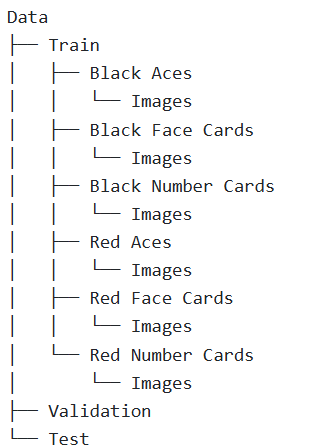 Data
├── Train
│   ├── Black Aces
│   │   └── Images
│   ├── Black Face Cards
│   │   └── Images
│   ├── Black Number Cards
│   │   └── Images
│   ├── Red Aces
│   │   └── Images
│   ├── Red Face Cards
│   │   └── Images
│   └── Red Number Cards
│       └── Images
├── Validation
└── Test